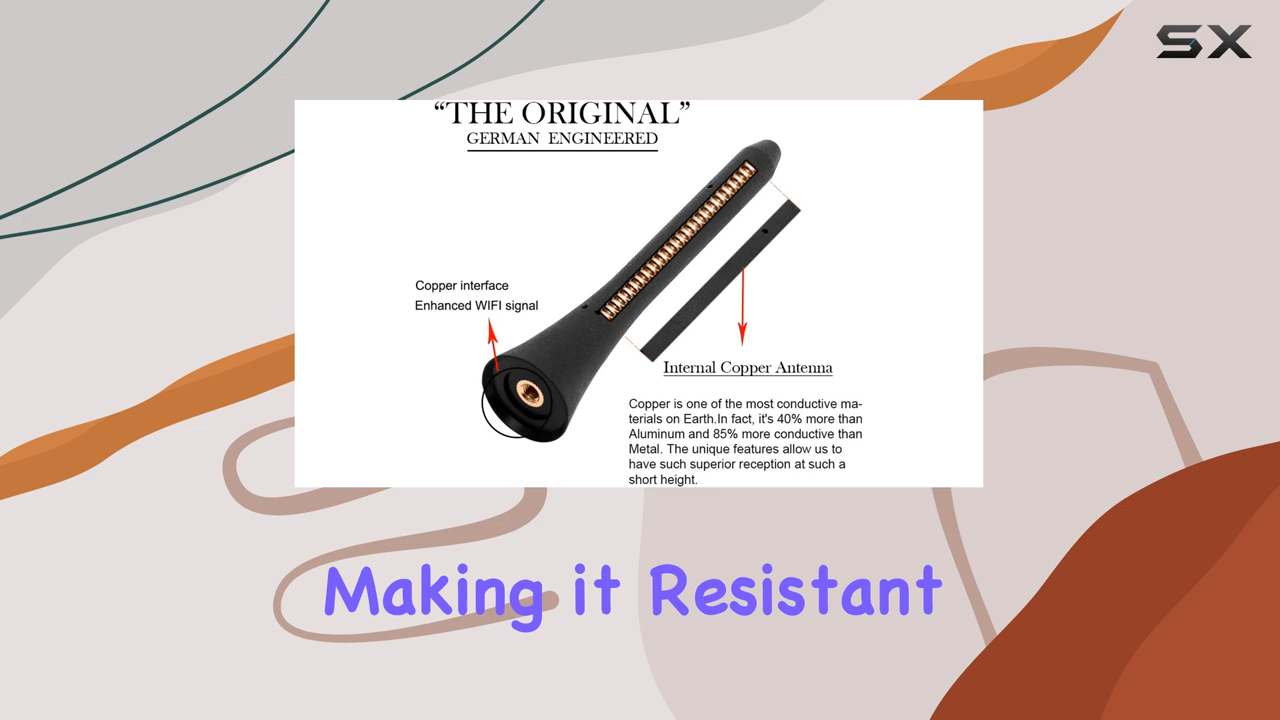 SX
“THE ORIGINAL”
GERMAN ENGINEERED
Copper interface
Enhanced WIFI signal
Internal Copper Antenna
Copper is one of the most conductive ma-
terials on Earth.In fact, it's 40% more than
Aluminum and 85% more conductive than
Metal. The unique features allow us to
have such superior reception at such a
short height.
Making it Resistant